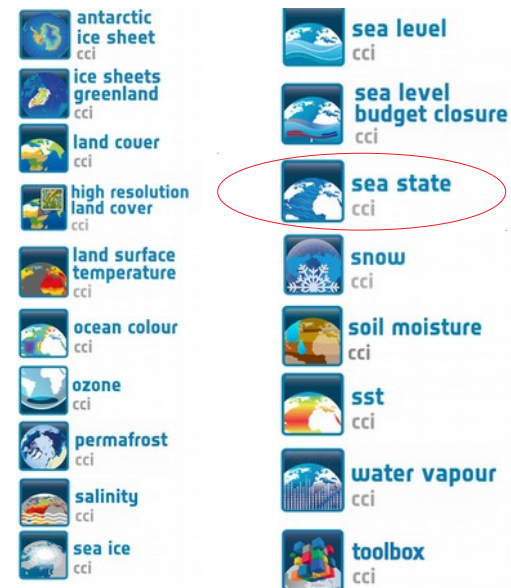 antarctic
ice sheet
cci
ice sheets
greenland
cci
land cover
cci
high resolution
land cover
cci
land surface
temperature
cci
ocean colour
cci
ozone
cci
permafrost
cci
salinity
cci
sea ice
cci
sea level
cci
sea level
budget closure
cci
sea state
cci
snow
cci
soil moisture
cci
sst
cci
water vapour
cci
toolbox
cci